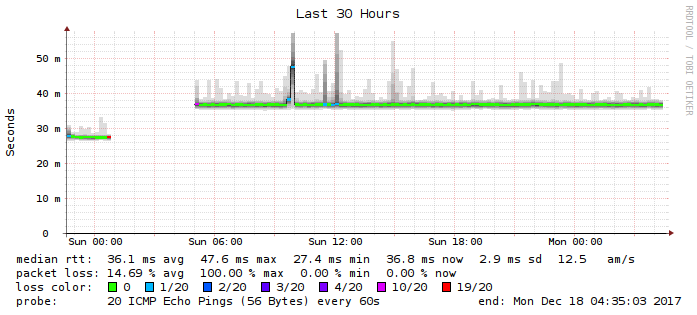 Last 30 Hours
RRDTOOL / TOBI OETIKER
Seconds
50 m
40 m
30 m
20 m
10 m
0
Sun 00:00 Sun 06:00 Sun 12:00 Sun 18:00 Mon 00:00
median rtt: 36.1 ms avg 47.6 ms max 27.4 ms min 36.8 ms now 2.9 ms sd 12.5 am/s
packet loss: 14.69 % avg 100.00 % max 0.00 % min 0.00 % now
loss color: 0 1/20 2/20 3/20 4/20 10/20 19/20
probe: 20 ICMP Echo Pings (56 Bytes) every 60s end: Mon Dec 18 04:35:03 2017